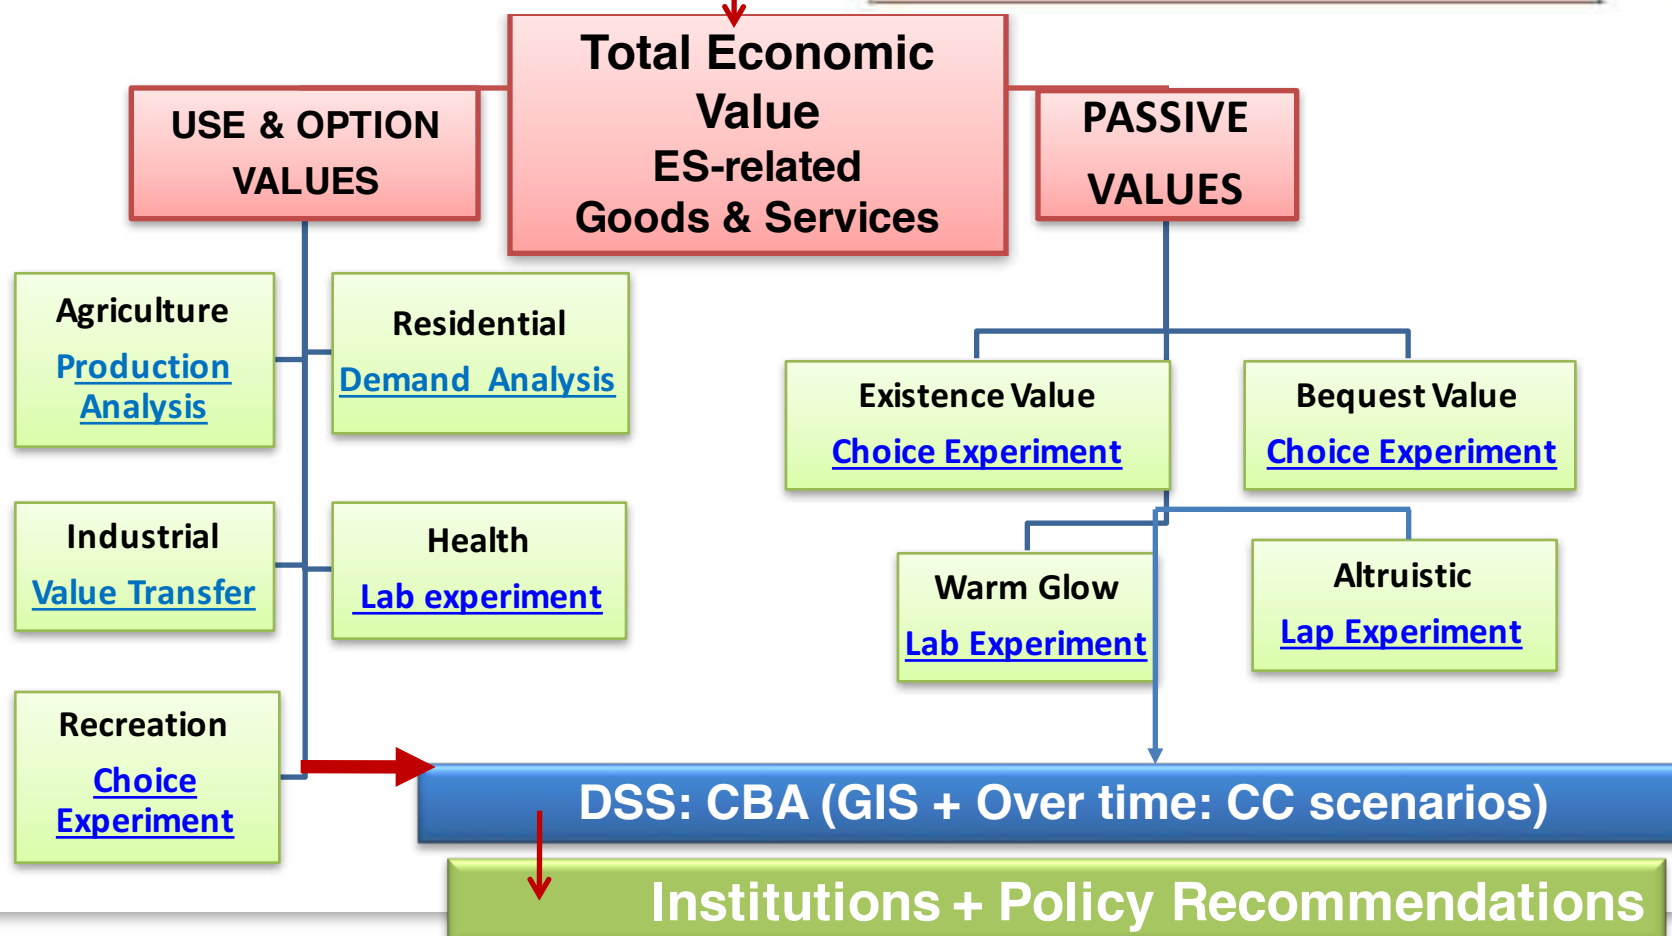 Total Economic
Value
ES-related
Goods & Services
USE & OPTION
VALUES
PASSIVE
VALUES
Agriculture
Production
Analysis
Residential
Demand Analysis
Industrial
Value Transfer
Health
Lab experiment
Recreation
Choice
Experiment
Existence Value
Choice Experiment
Bequest Value
Choice Experiment
Warm Glow
Lab Experiment
Altruistic
Lap Experiment
DSS: CBA (GIS + Over time: CC scenarios)
Institutions + Policy Recommendations